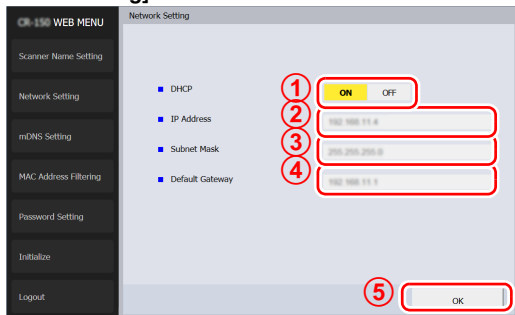 CR-150 WEB MENU
Network Setting
Scanner Name Setting
Network Setting
mDNS Setting
MAC Address Filtering
Password Setting
Initialize
Logout
DHCP
1
ON OFF
IP Address
2
192.168.11.4
Subnet Mask
3
255.255.255.0
Default Gateway
4
192.168.11.1
5
OK